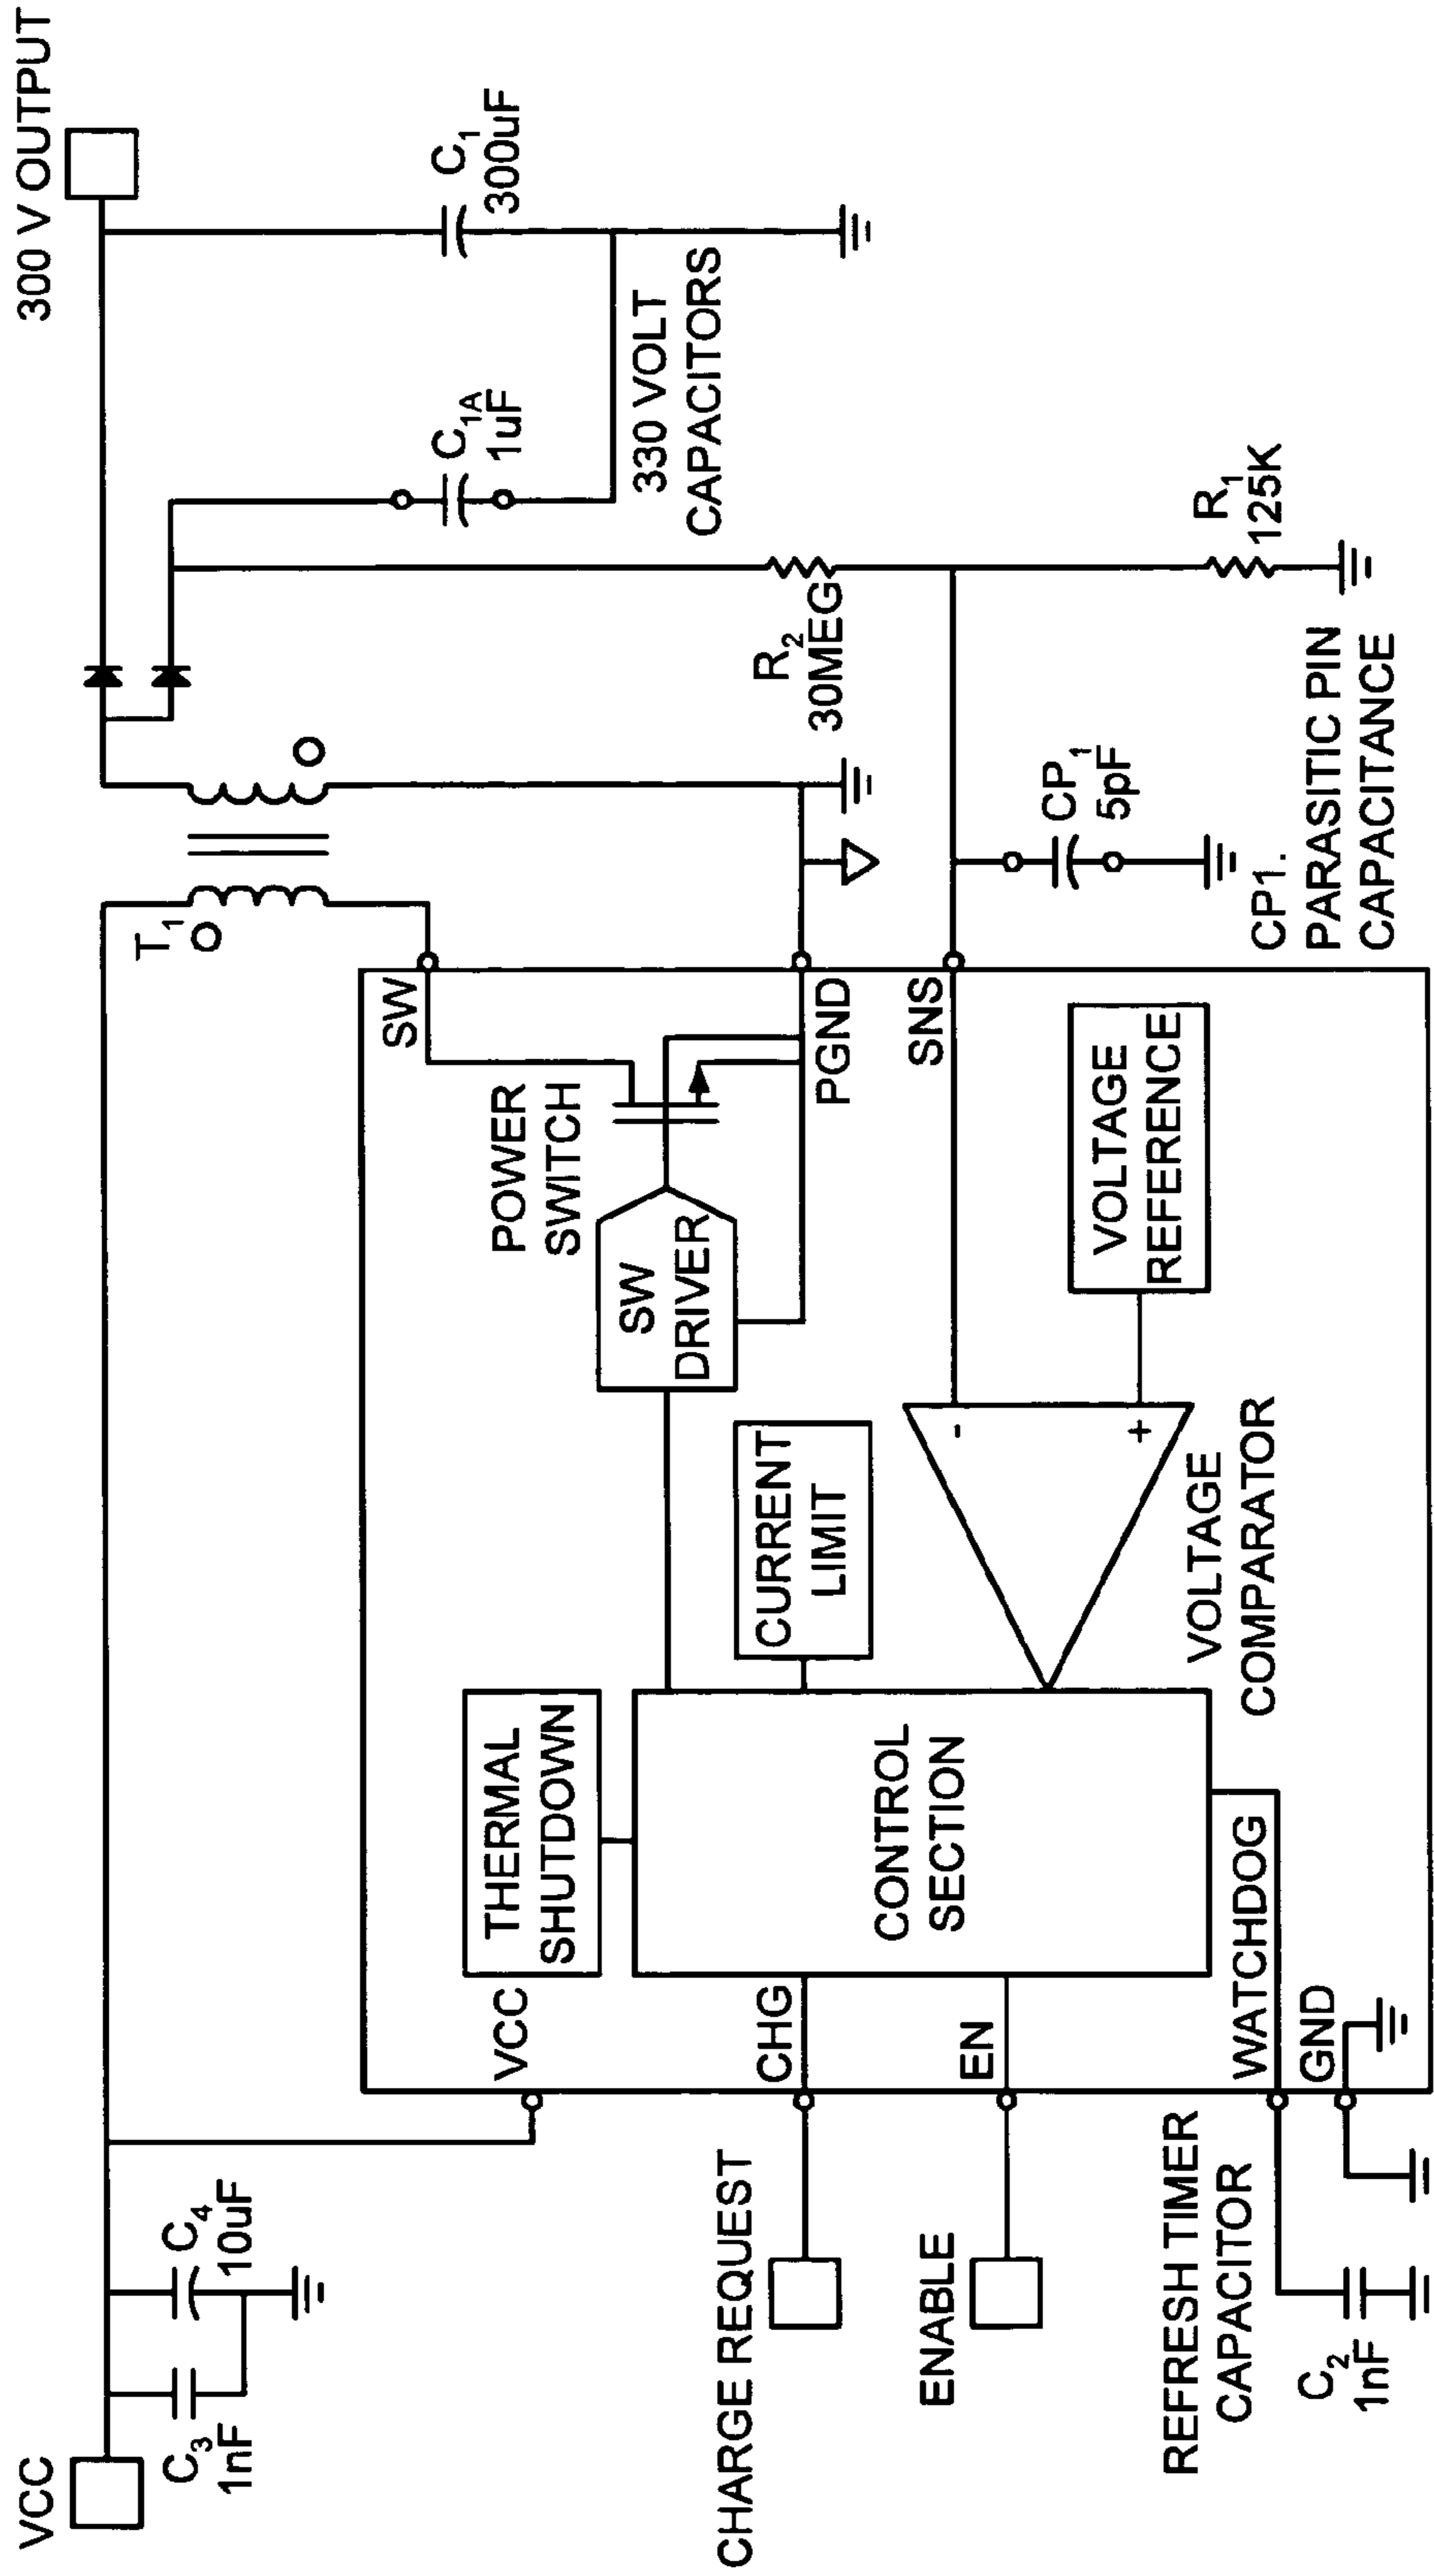 VCC
C3
1nF
C4
10uF
T1
300 V OUTPUT
C1A
1uF
C1
300uF
330 VOLT
CAPACITORS
R2
30MEG
R1
125K
CP1
5pF
CP1.
PARASITIC PIN
CAPACITANCE
SW
PGND
SNS
POWER
SWITCH
SW
DRIVER
THERMAL
SHUTDOWN
CURRENT
LIMIT
CONTROL
SECTION
-
+
VOLTAGE
COMPARATOR
VOLTAGE
REFERENCE
VCC
CHG
EN
WATCHDOG
GND
CHARGE REQUEST
ENABLE
REFRESH TIMER
CAPACITOR
C2
1nF